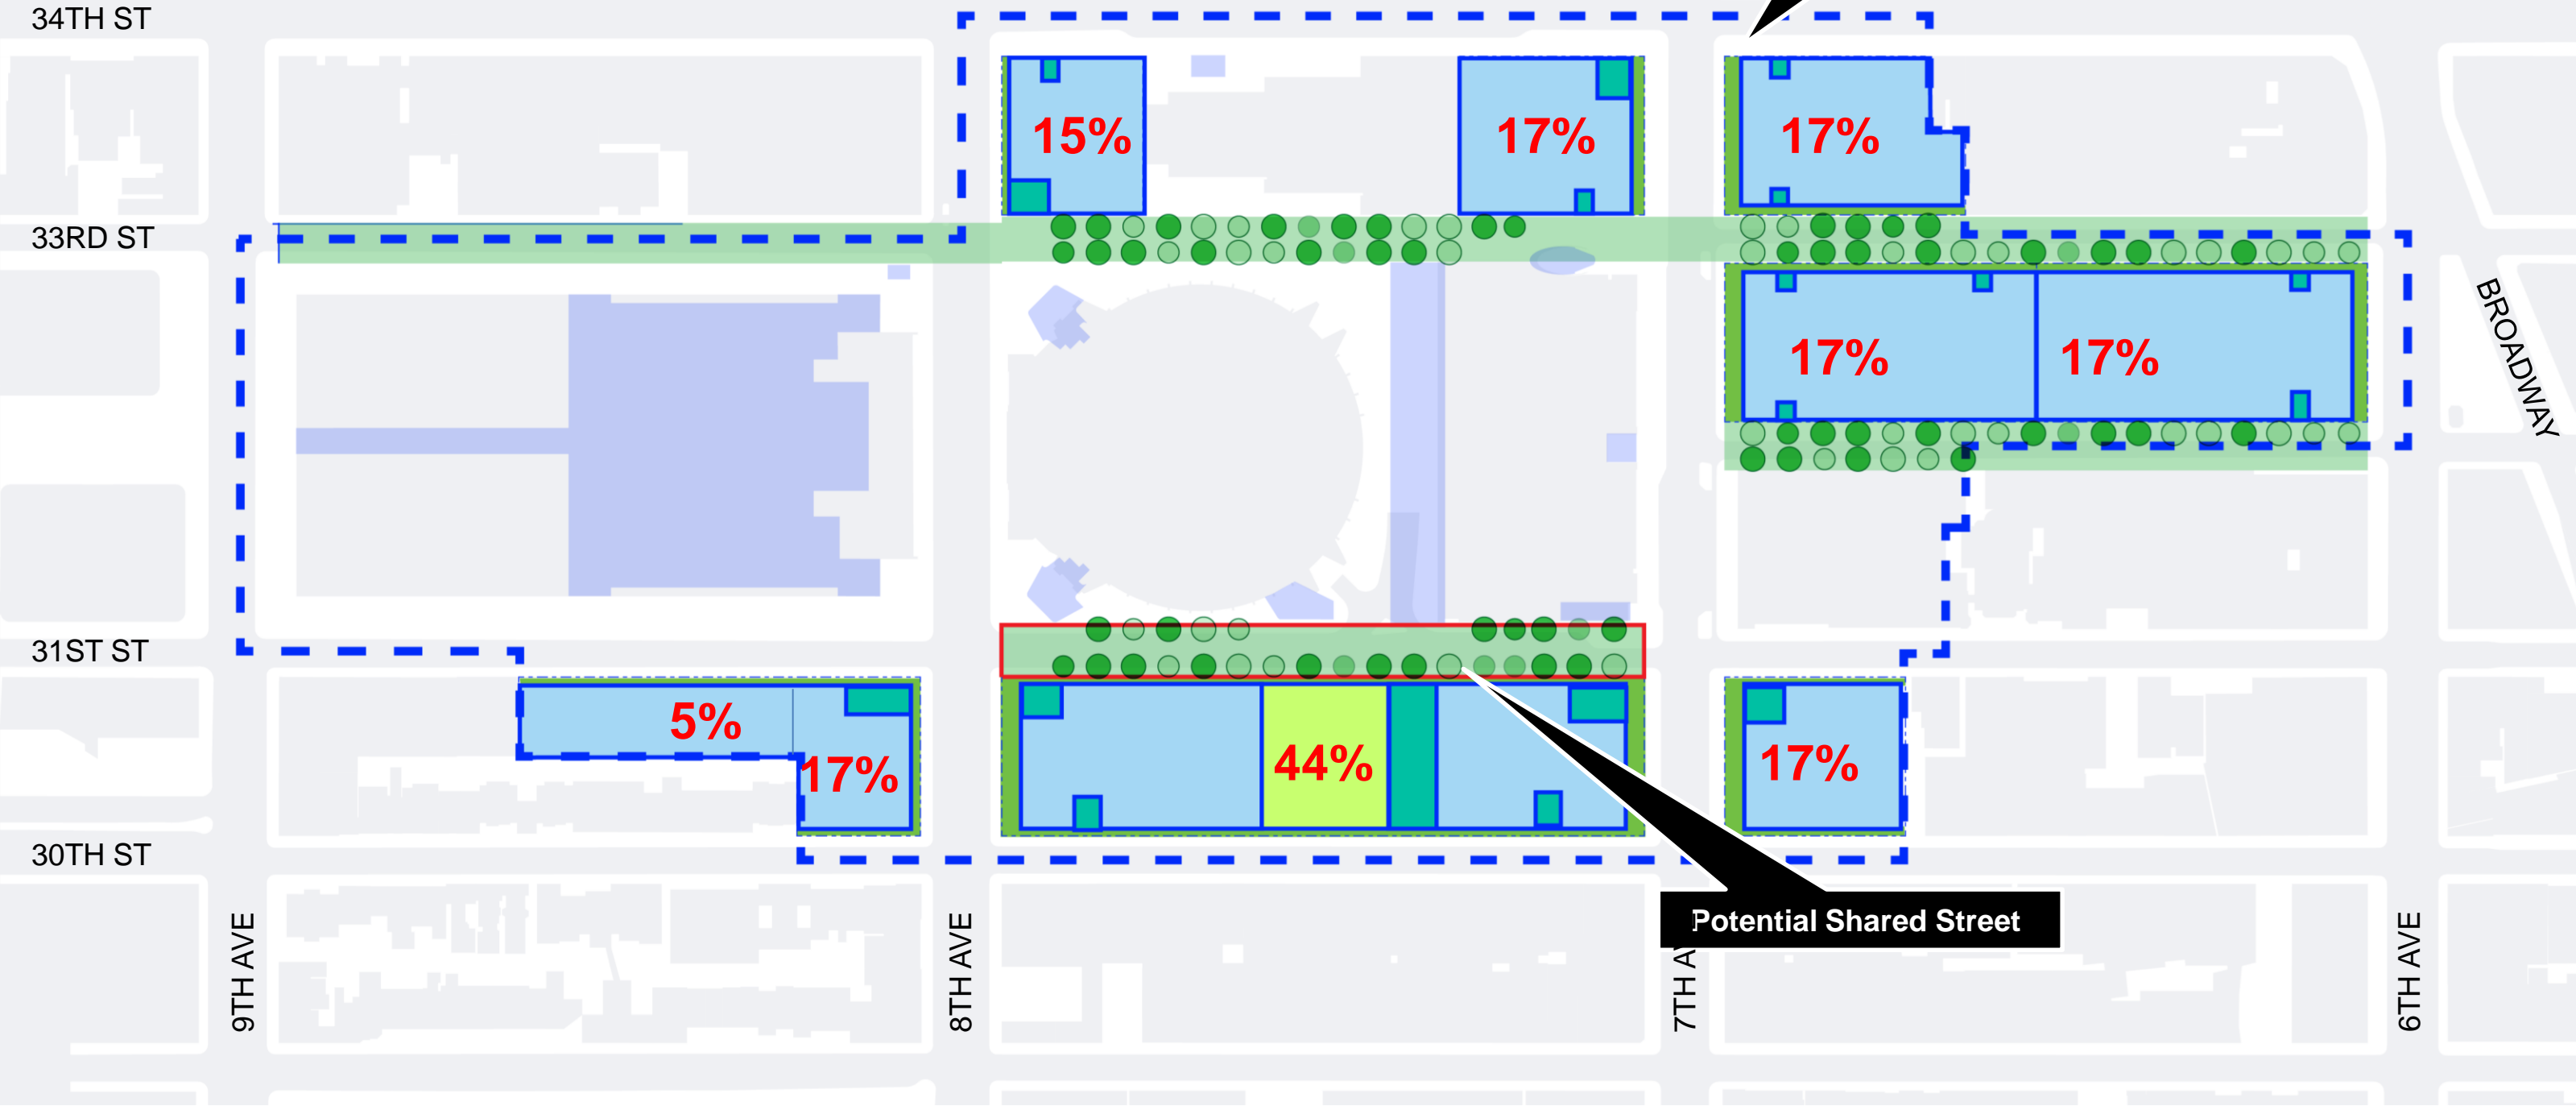 34TH ST
15%
17%
17%
33RD ST
17%
17%
BROADWAY
31ST ST
5%
17%
44%
17%
30TH ST
Potential Shared Street
9TH AVE
8TH AVE
7TH A
6TH AVE